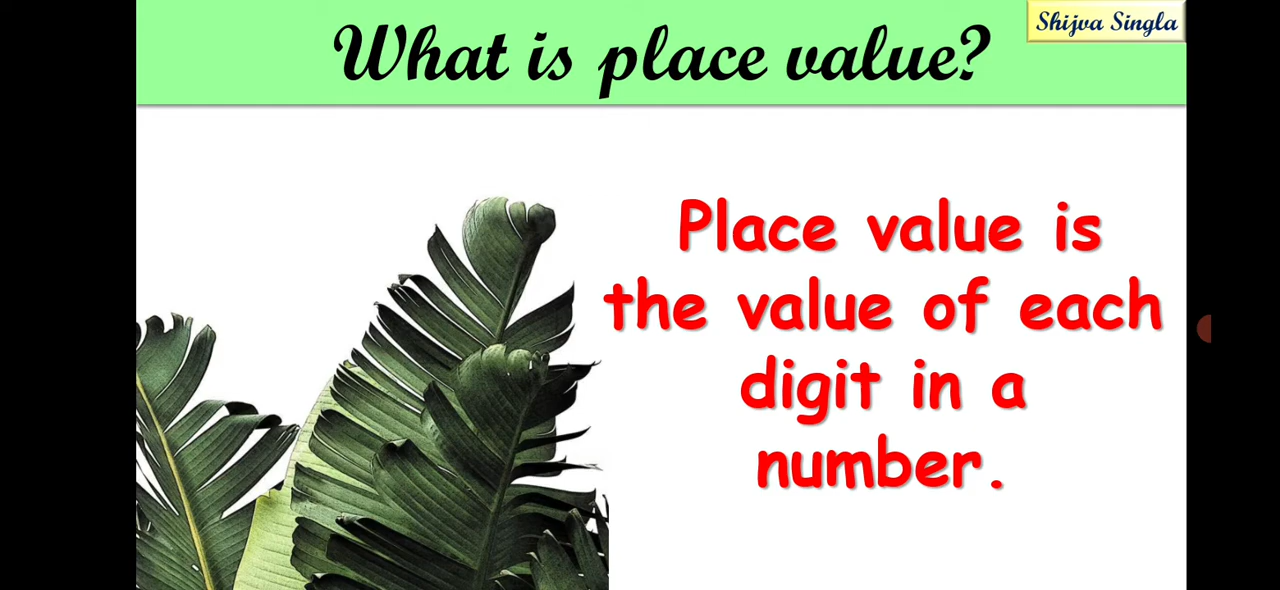 Shijva Singla
What is place value?
Place value is
the value of each
digit in a
number.